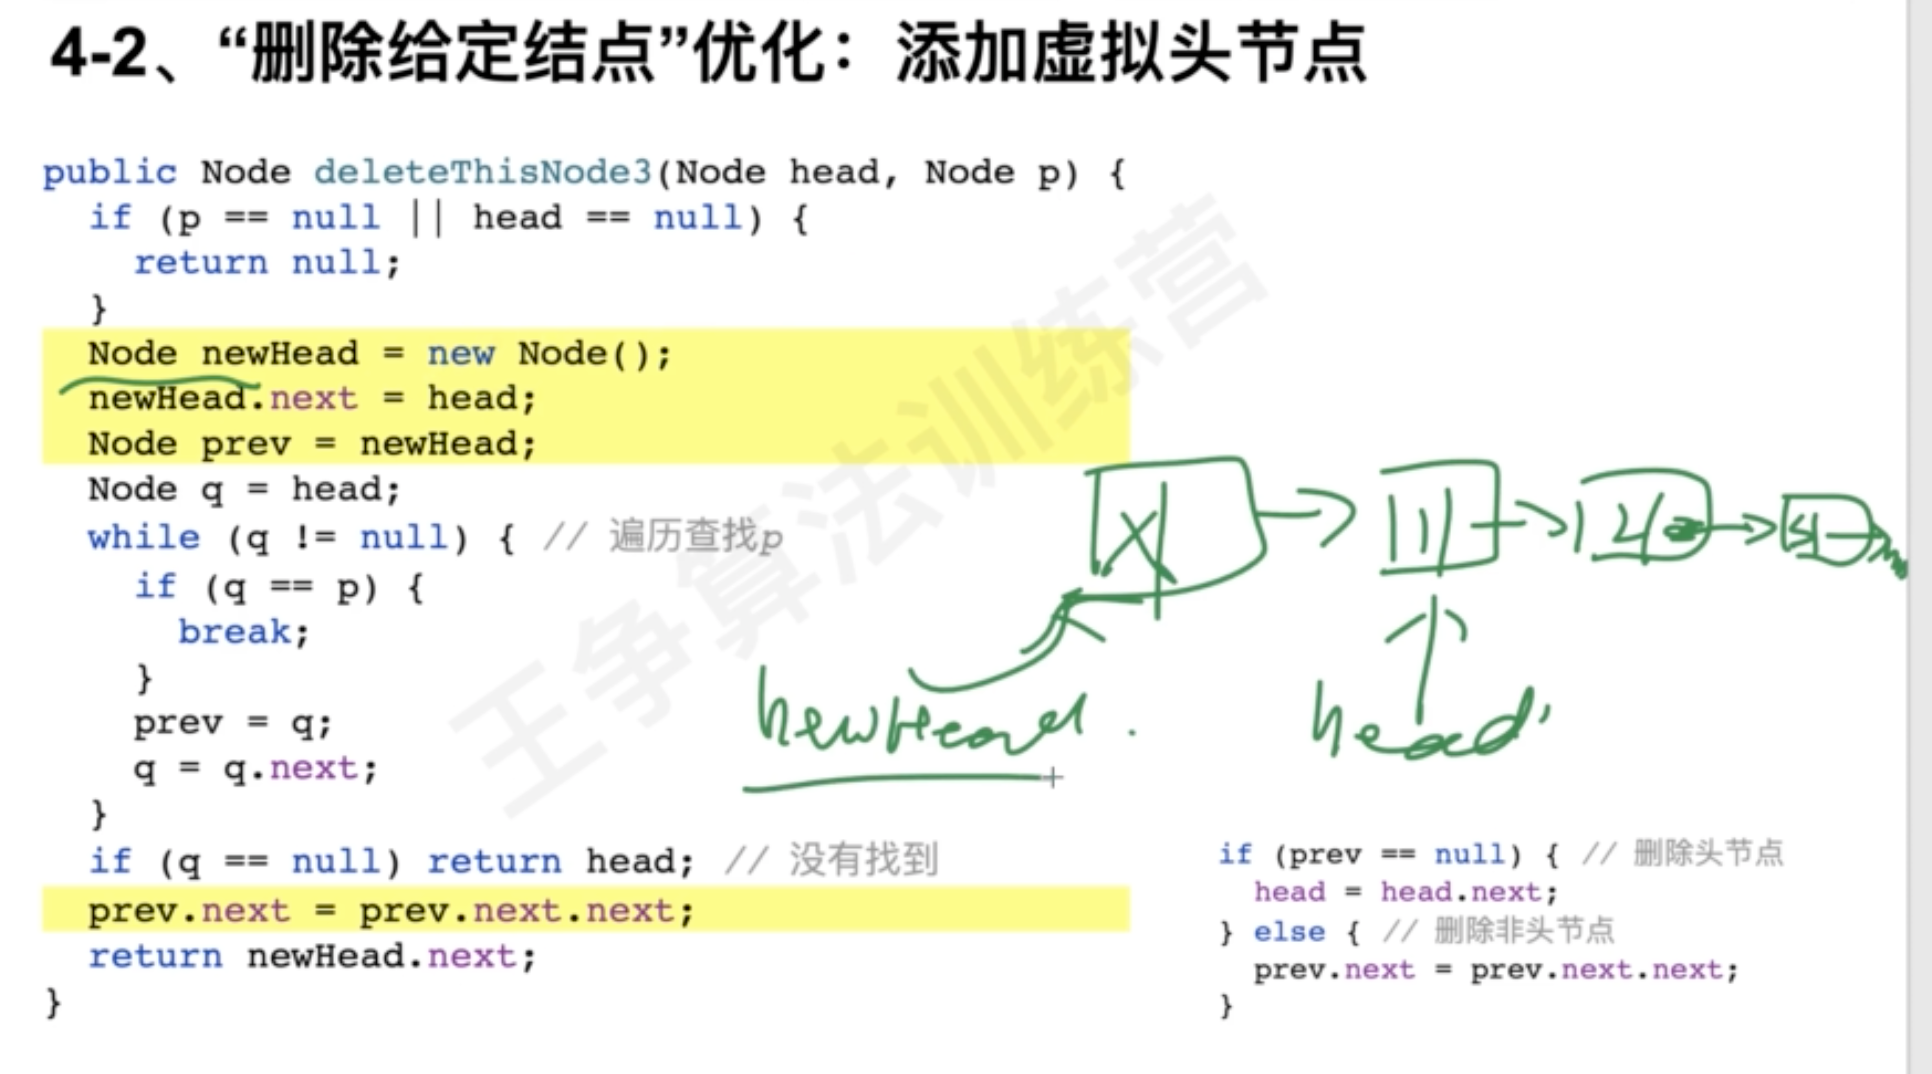 4-2、“删除给定结点”优化：添加虚拟头节点
public Node deleteThisNode3(Node head, Node p) {
if (p == null || head == null) {
return null;
}
Node newHead = new Node();
newHead.next = head;
Node prev = newHead;
Node q = head;
while (q != null) { // 遍历查找p
if (q == p) {
break;
}
prev = q;
q = q.next;
}
if (q == null) return head; // 没有找到
prev.next = prev.next.next;
return newHead.next;
}
newHead.
head
if (prev == null) { // 删除头节点
head = head.next;
} else { // 删除非头节点
prev.next = prev.next.next;
}
王争算法训练营